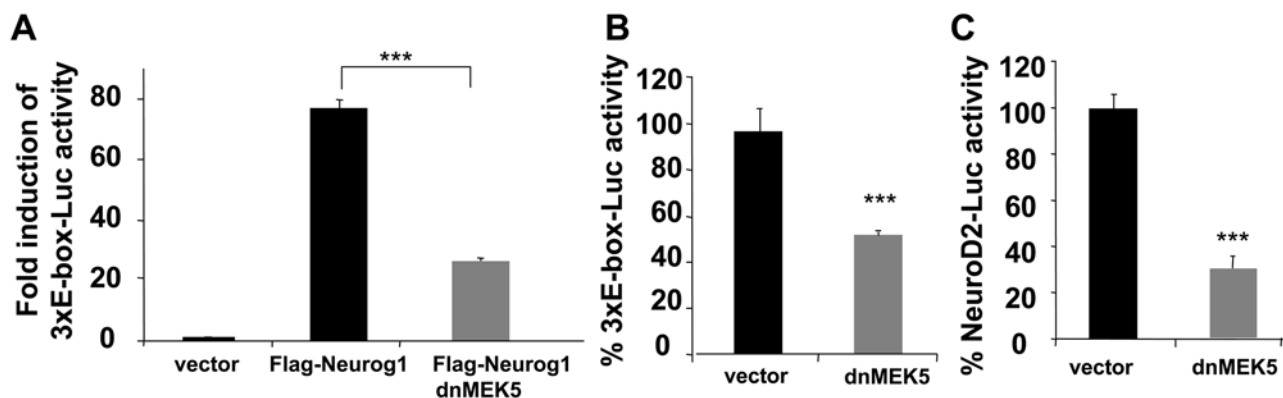 A
Fold induction of
3xE-box-Luc activity
80
60
40
20
0
***
vector
Flag-Neurog1
Flag-Neurog1
dnMEK5
B
% 3xE-box-Luc activity
120
100
80
60
40
20
0
***
vector
dnMEK5
C
% NeuroD2-Luc activity
120
100
80
60
40
20
0
***
vector
dnMEK5